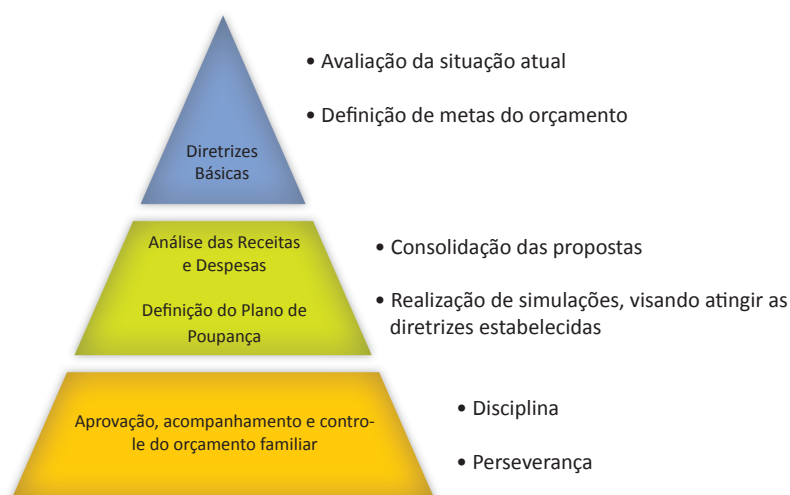 • Avaliação da situação atual
• Definição de metas do orçamento
Diretrizes
Básicas
Análise das Receitas
e Despesas
Definição do Plano de
Poupança
• Consolidação das propostas
• Realização de simulações, visando atingir as
diretrizes estabelecidas
Aprovação, acompanhamento e contro-
le do orçamento familiar
• Disciplina
• Perseverança